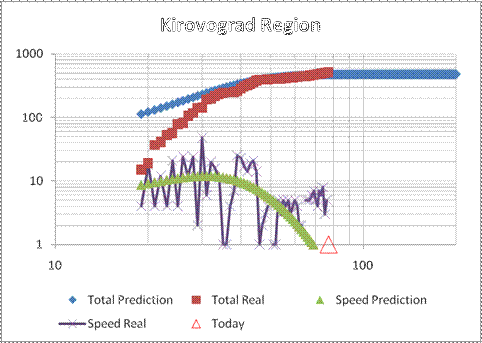 Kirovograd Region
1000
100
10
1
10 100
Total Prediction Total Real Speed Prediction
Speed Real Today